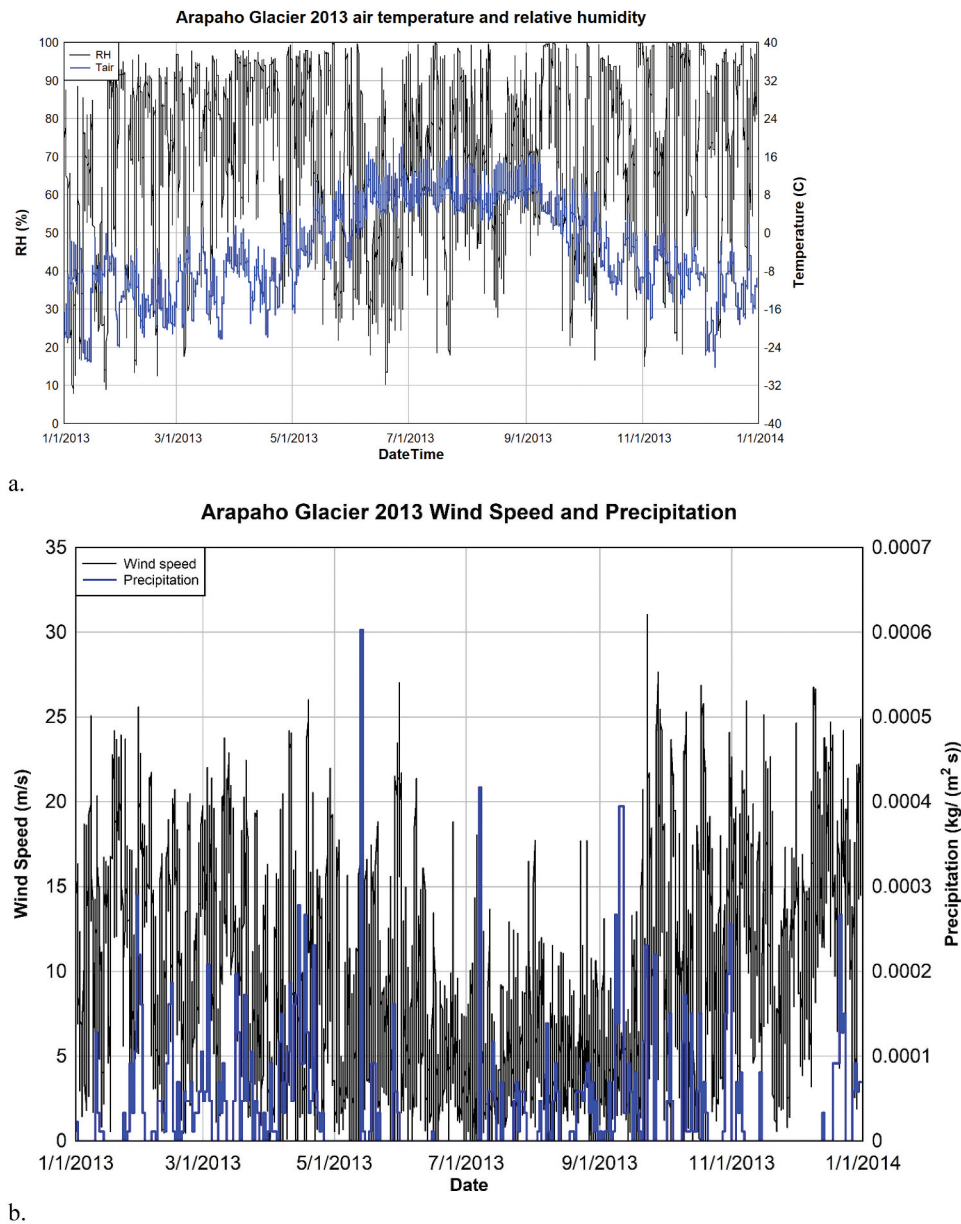 Arapaho Glacier 2013 air temperature and relative humidity
100
90
80
70
60
50
40
30
20
10
0
RH (%)
RH
Tair
40
32
24
16
8
0
-8
-16
-24
-32
-40
Temperature (C)
1/1/2013 3/1/2013 5/1/2013 7/1/2013 9/1/2013 11/1/2013 1/1/2014
DateTime
a.
Arapaho Glacier 2013 Wind Speed and Precipitation
35
30
25
20
15
10
5
0
Wind Speed (m/s)
Wind speed
Precipitation
0.0007
0.0006
0.0005
0.0004
0.0003
0.0002
0.0001
0
Precipitation (kg/ (m² s))
1/1/2013 3/1/2013 5/1/2013 7/1/2013 9/1/2013 11/1/2013 1/1/2014
Date
b.